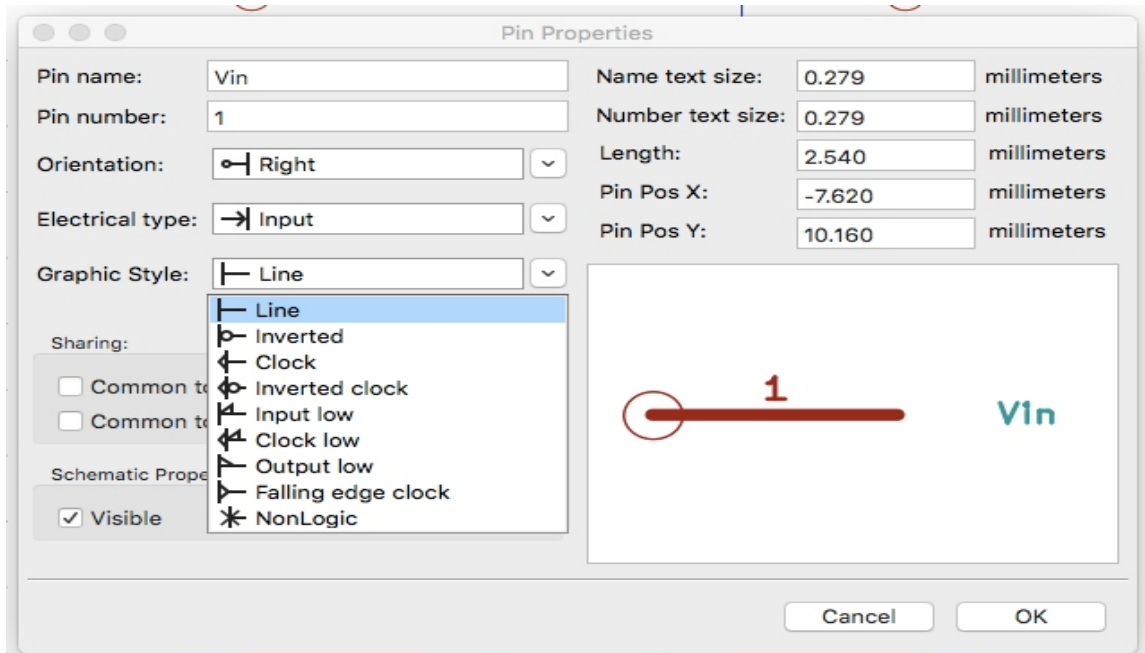 Pin Properties
Pin name: Vin
Pin number: 1
Orientation: Right
Electrical type: Input
Graphic Style: Line
Line
Inverted
Clock
Inverted clock
Input low
Clock low
Output low
Falling edge clock
NonLogic
Sharing:
Common to
Common to
Schematic Prope
Visible
Name text size: 0.279 millimeters
Number text size: 0.279 millimeters
Length: 2.540 millimeters
Pin Pos X: -7.620 millimeters
Pin Pos Y: 10.160 millimeters
1
Vin
Cancel
OK